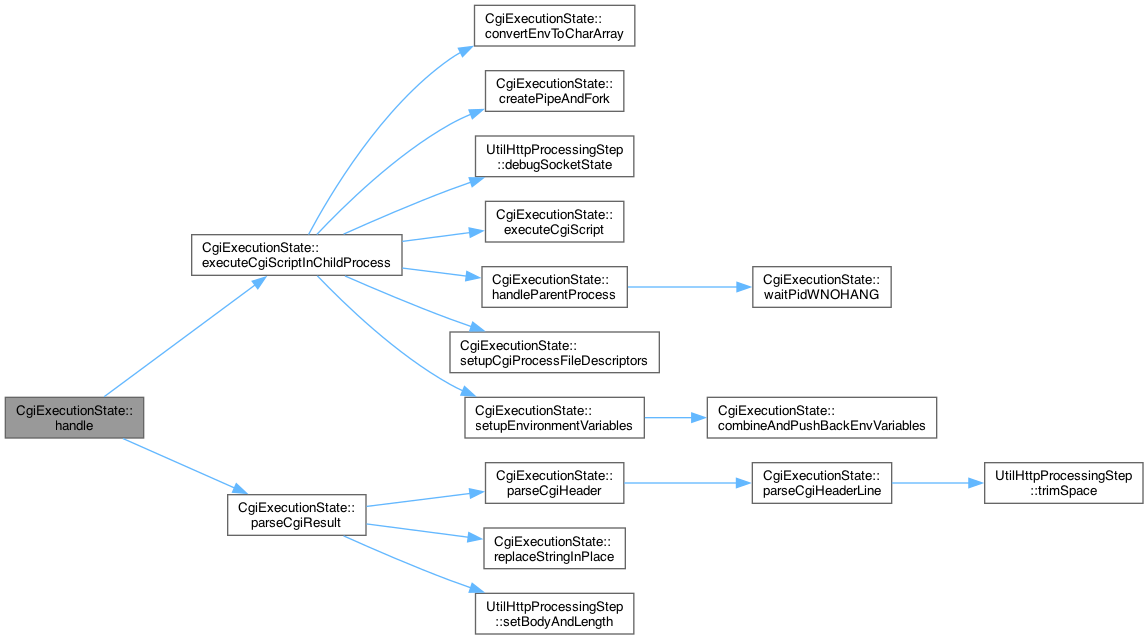 CgiExecutionState::
convertEnvToCharArray
CgiExecutionState::
createPipeAndFork
UtilHttpProcessingStep
::debugSocketState
CgiExecutionState::
executeCgiScript
CgiExecutionState::
executeCgiScriptInChildProcess
CgiExecutionState::
handleParentProcess
CgiExecutionState::
waitPidWNOHANG
CgiExecutionState::
setupCgiProcessFileDescriptors
CgiExecutionState::
handle
CgiExecutionState::
setupEnvironmentVariables
CgiExecutionState::
combineAndPushBackEnvVariables
CgiExecutionState::
parseCgiResult
CgiExecutionState::
parseCgiHeader
CgiExecutionState::
parseCgiHeaderLine
UtilHttpProcessingStep
::trimSpace
CgiExecutionState::
replaceStringInPlace
UtilHttpProcessingStep
::setBodyAndLength